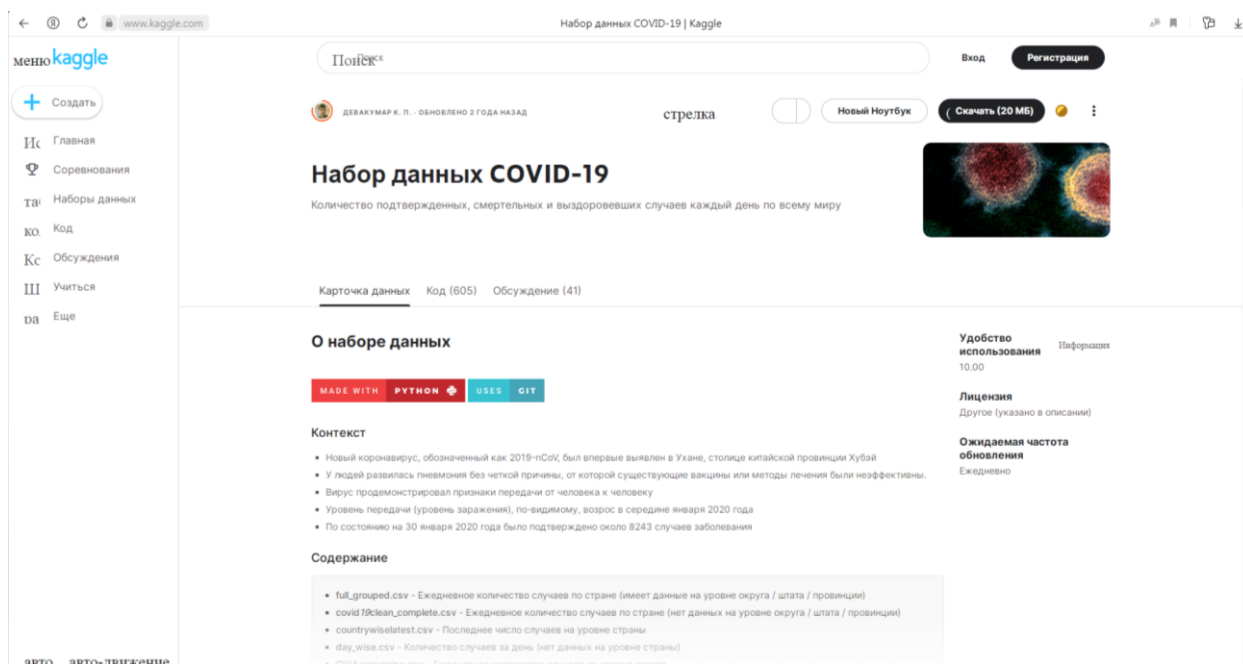 www.kaggle.com
Набор данных COVID-19 | Kaggle
меню kaggle
Поиск
Вход
Регистрация
Создать
ДЕВАКУМАР К. П. · ОБНОВЛЕНО 2 ГОДА НАЗАД
стрелка
Новый Ноутбук
Скачать (20 МБ)
Главная
Соревнования
Наборы данных
Код
Обсуждения
Учиться
Еще
Набор данных COVID-19
Количество подтвержденных, смертельных и выздоровевших случаев каждый день по всему миру
Карточка данных Код (605) Обсуждение (41)
О наборе данных
MADE WITH PYTHON USES GIT
Контекст
Новый коронавирус, обозначенный как 2019-nCoV, был впервые выявлен в Ухане, столице китайской провинции Хубэй
У людей развилась пневмония без четкой причины, от которой существующие вакцины или методы лечения были неэффективны.
Вирус продемонстрировал признаки передачи от человека к человеку
Уровень передачи (уровень заражения), по-видимому, возрос в середине января 2020 года
По состоянию на 30 января 2020 года было подтверждено около 8243 случаев заболевания
Содержание
full_grouped.csv - Ежедневное количество случаев по стране (имеет данные на уровне округа / штата / провинции)
covid19clean_complete.csv - Ежедневное количество случаев по стране (нет данных на уровне округа / штата / провинции)
countrywiselatest.csv - Последнее число случаев на уровне страны
day_wise.csv - Количество случаев за день (нет данных на уровне страны)
Удобство
использования
Информация
10.00
Лицензия
Другое (указано в описании)
Ожидаемая частота
обновления
Ежедневно
авто авто-движение